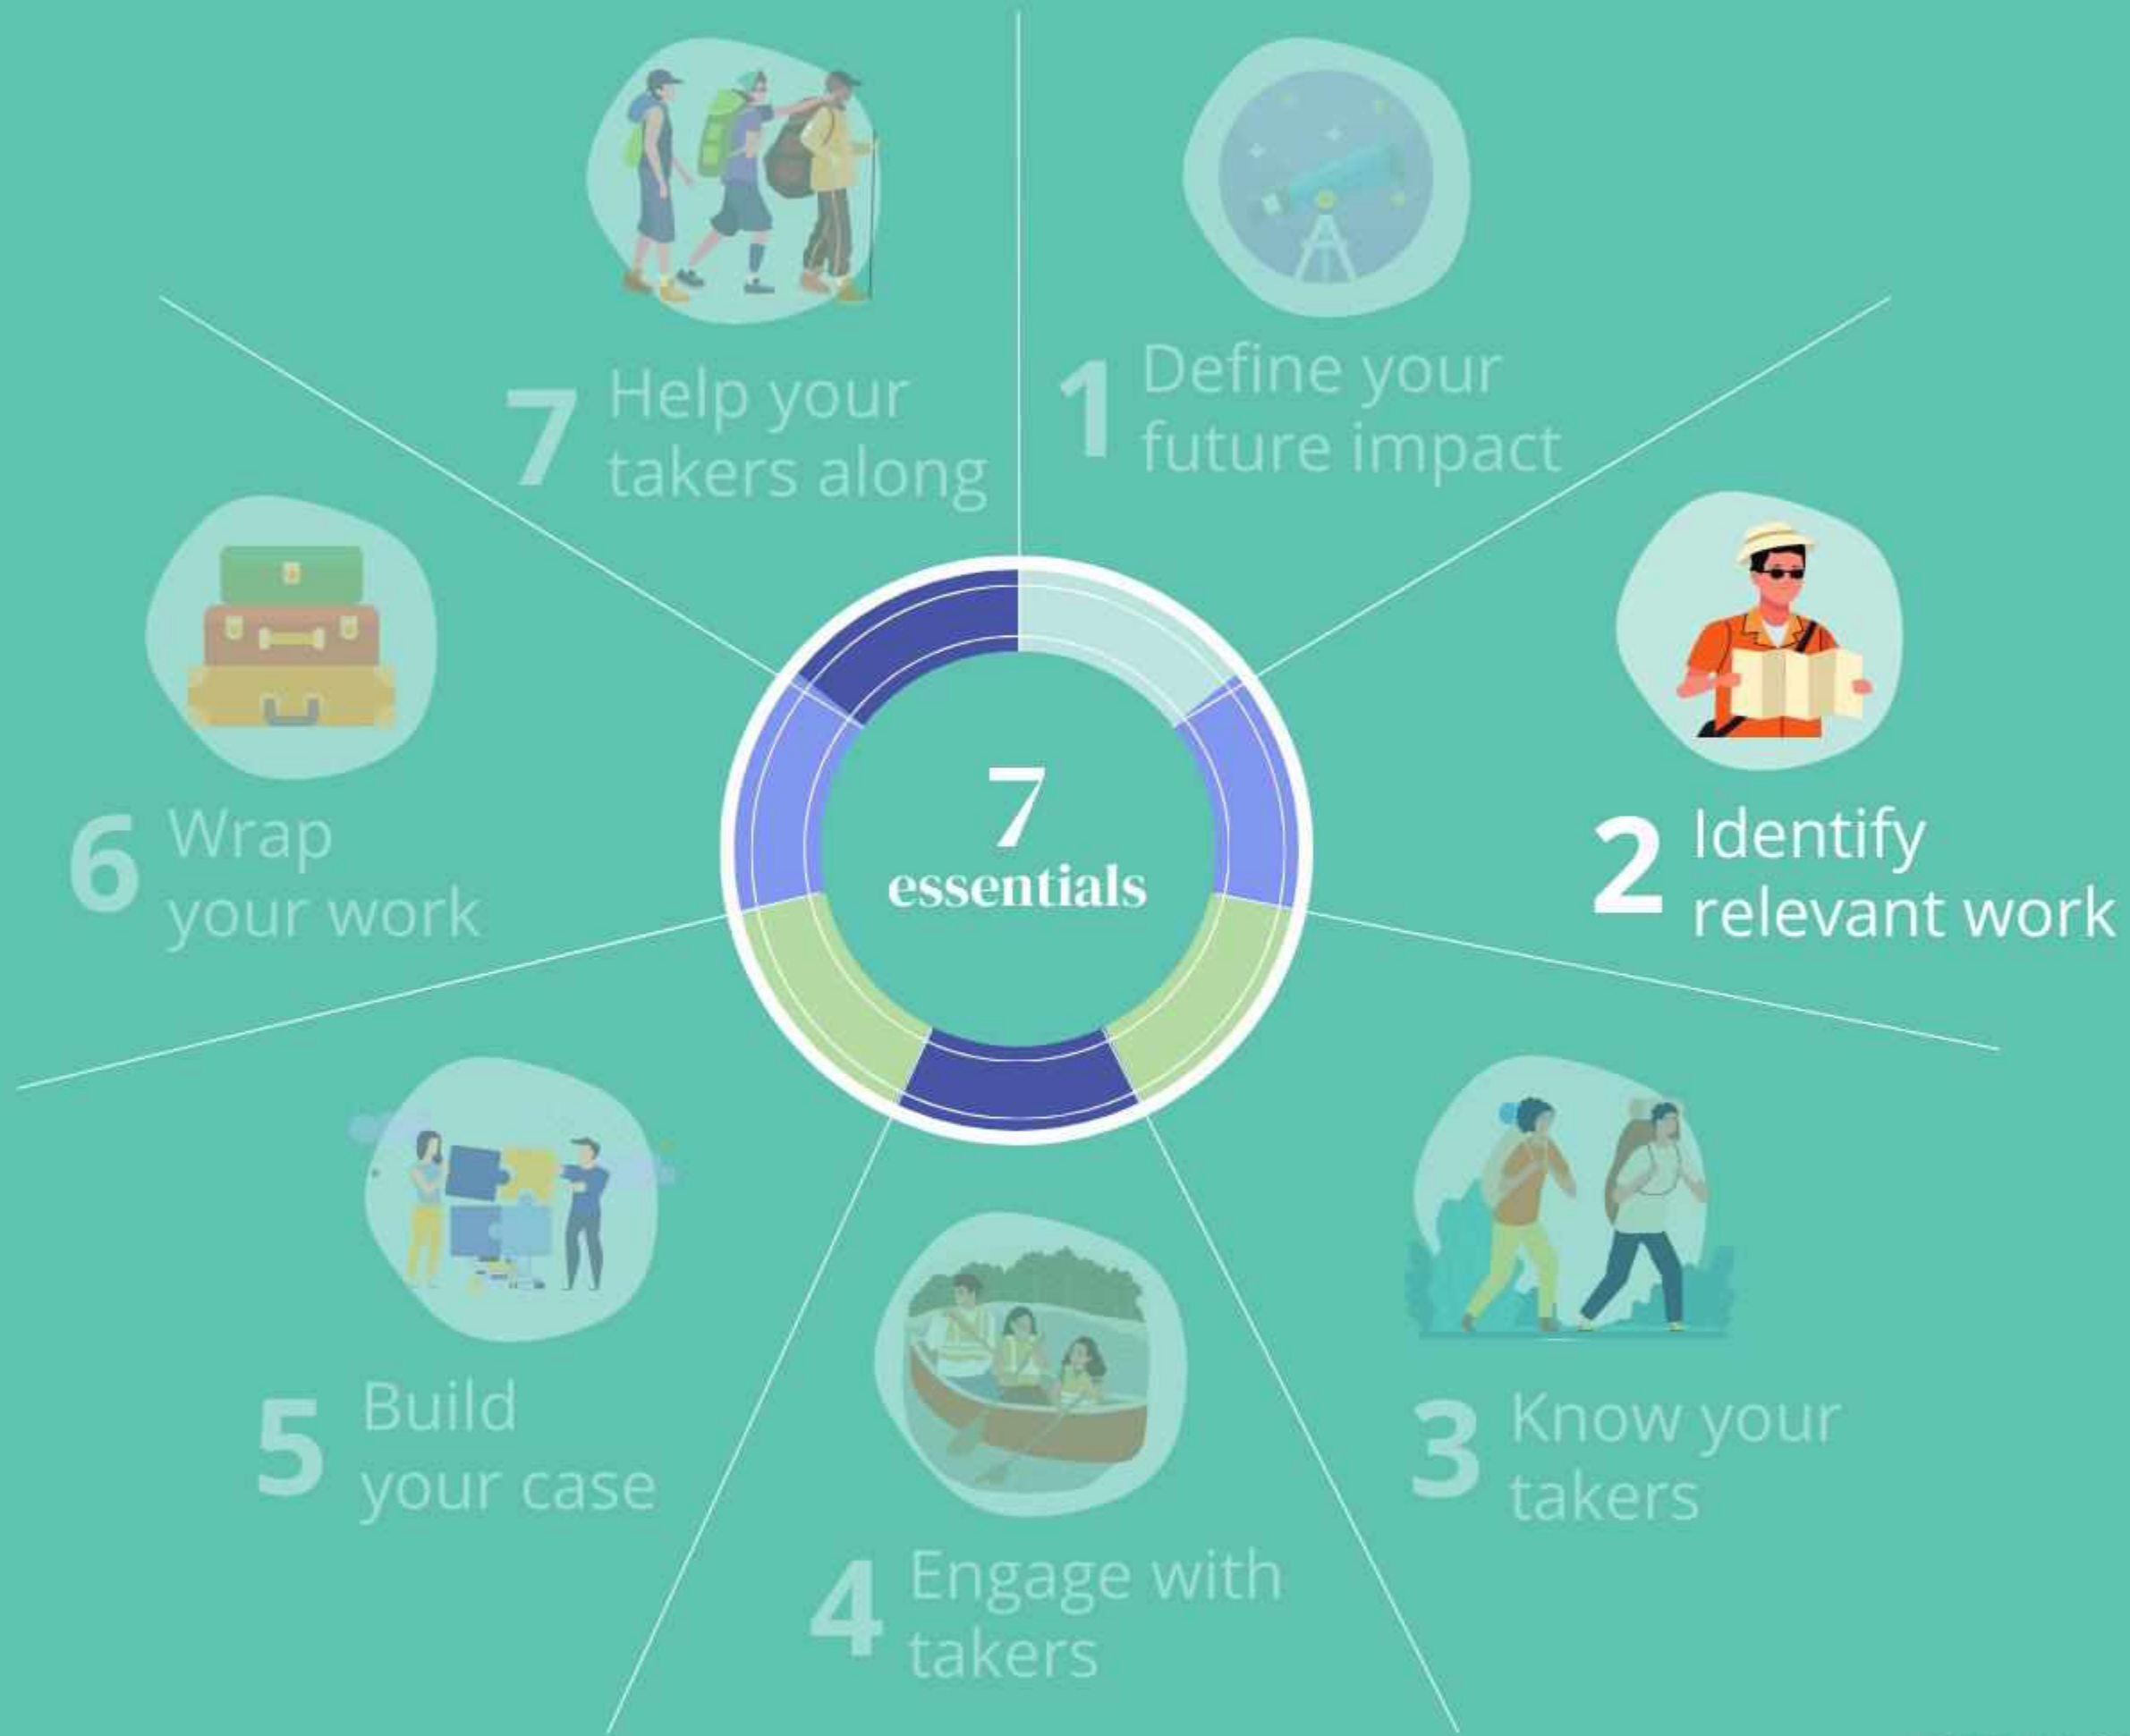 7
essentials
1 Define your
future impact
2 Identify
relevant work
3 Know your
takers
4 Engage with
takers
5 Build
your case
6 Wrap
your work
7 Help your
takers along